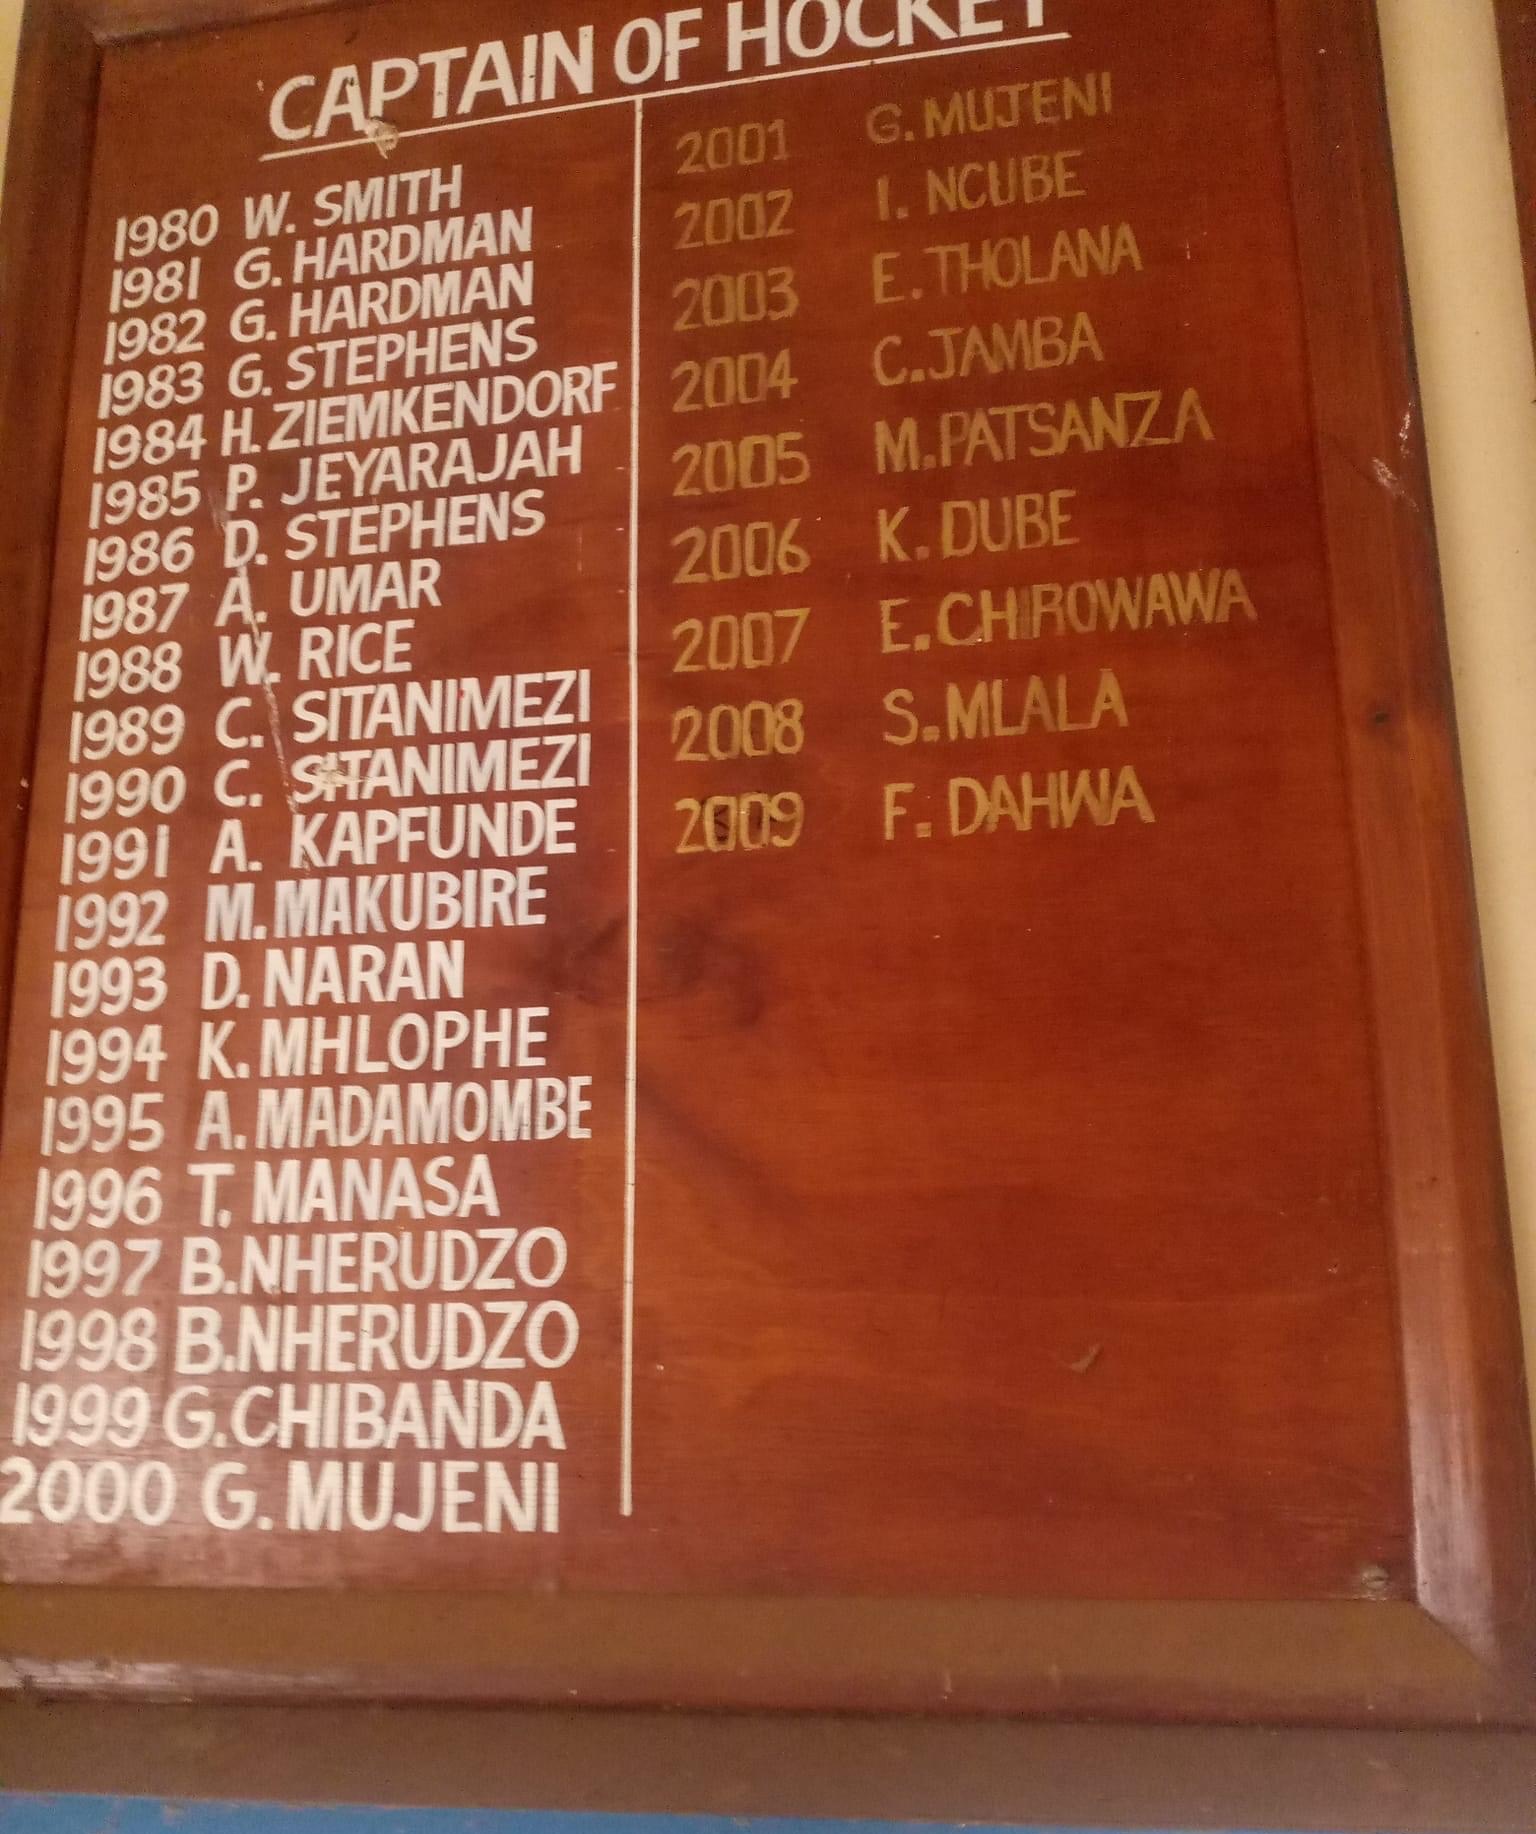 CAPTAIN OF HOCKEY
1980 W. SMITH
1981 G. HARDMAN
1982 G. HARDMAN
1983 G. STEPHENS
1984 H. ZIEMKENDORF
1985 P. JEYARAJAH
1986 D. STEPHENS
1987 A. UMAR
1988 W. RICE
1989 C. SITANIMEZI
1990 C. SITANIMEZI
1991 A. KAPFUNDE
1992 M. MAKUBIRE
1993 D. NARAN
1994 K. MHLOPHE
1995 A. MADAMOMBE
1996 T. MANASA
1997 B. NHERUDZO
1998 B. NHERUDZO
1999 G. CHIBANDA
2000 G. MUJENI
2001 G. MUJENI
2002 I. NCUBE
2003 E. THOLANA
2004 C. JAMBA
2005 M. PATSANZA
2006 K. DUBE
2007 E. CHIROWAWA
2008 S. MLALA
2009 F. DAHWA